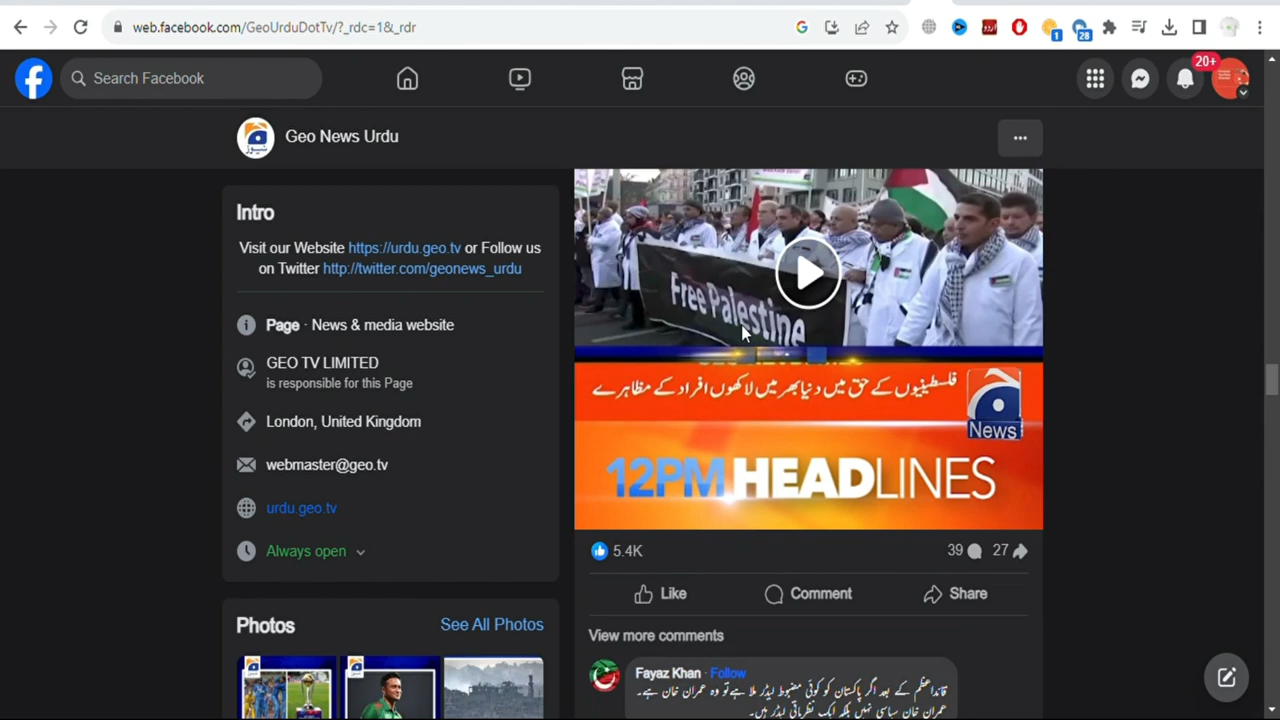 web.facebook.com/GeoUrduDotTv/?_rdc=1&_rdr
1
28
Search Facebook
20+
Geo News Urdu
Intro
Visit our Website https://urdu.geo.tv or Follow us
on Twitter http://twitter.com/geonews_urdu
Page · News & media website
GEO TV LIMITED
is responsible for this Page
London, United Kingdom
webmaster@geo.tv
urdu.geo.tv
Always open
Photos
See All Photos
Free Palestine
فلسطینیوں کے حق میں دنیا بھر میں لاکھوں افراد کے مظاہرے
News
12PM HEADLINES
5.4K
39
27
Like
Comment
Share
View more comments
Fayaz Khan · Follow
قائداعظم کے بعد اگر پاکستان کو کوئی مضبوط لیڈر ملا ہے تو وہ عمران خان ہے۔
عمران خان سیاسی نہیں بلکہ ایک نظریاتی لیڈر ہیں۔